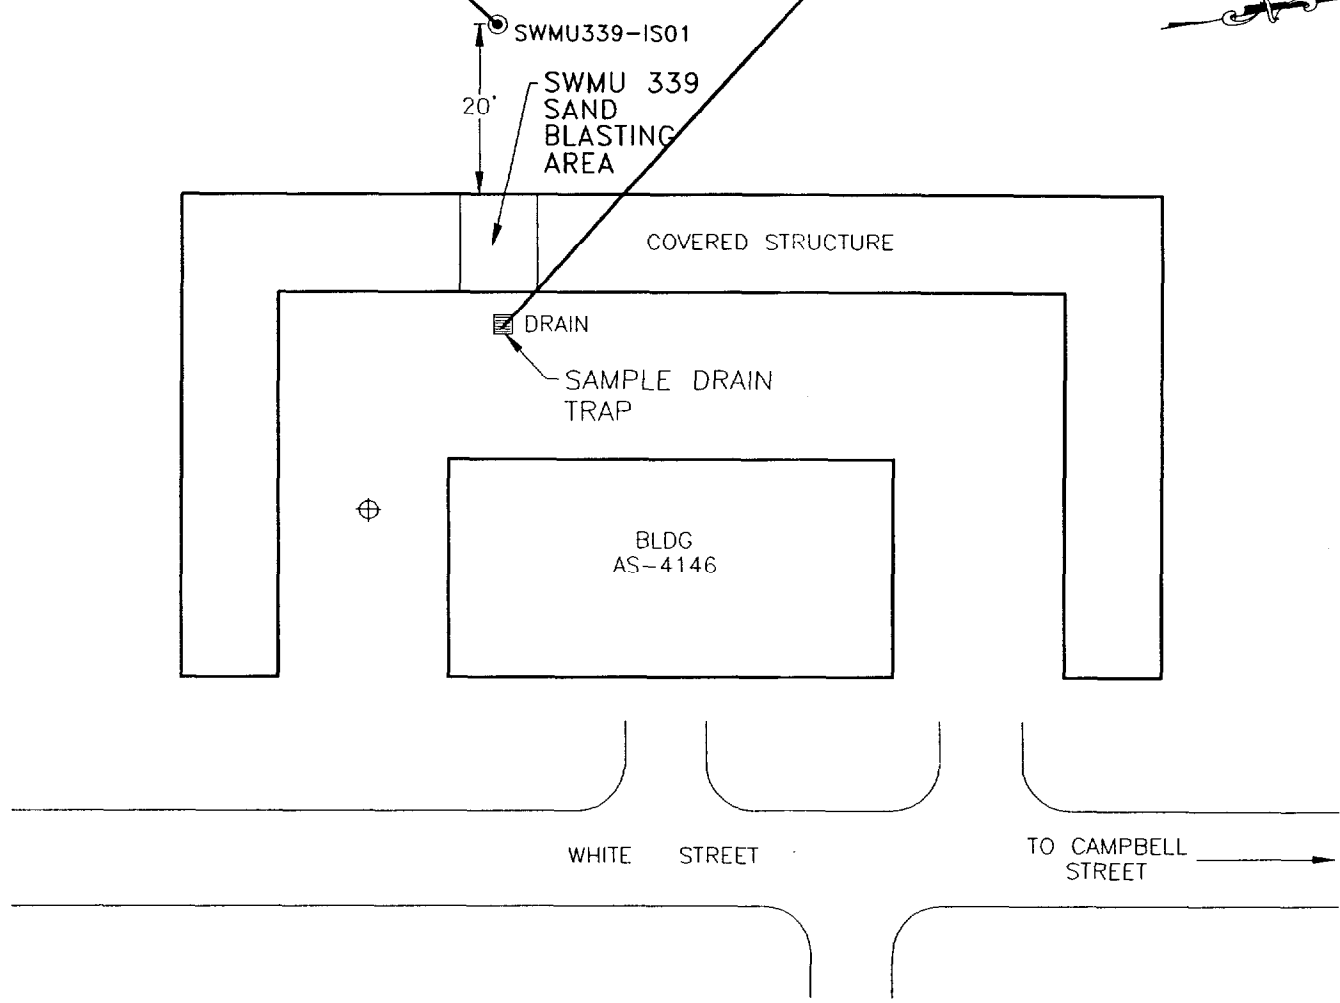 SWMU339-IS01
20'
SWMU 339
SAND
BLASTING
AREA
COVERED STRUCTURE
DRAIN
SAMPLE DRAIN
TRAP
BLDG
AS-4146
WHITE STREET
TO CAMPBELL
STREET